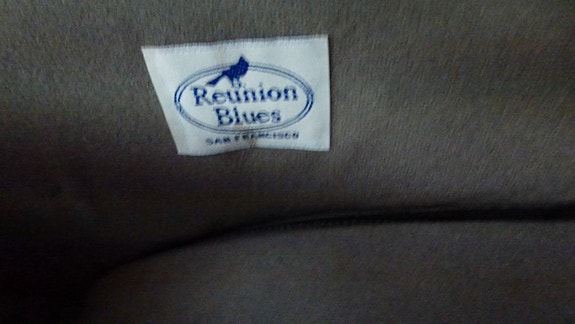 Reunion
Blues
SAN FRANCISCO